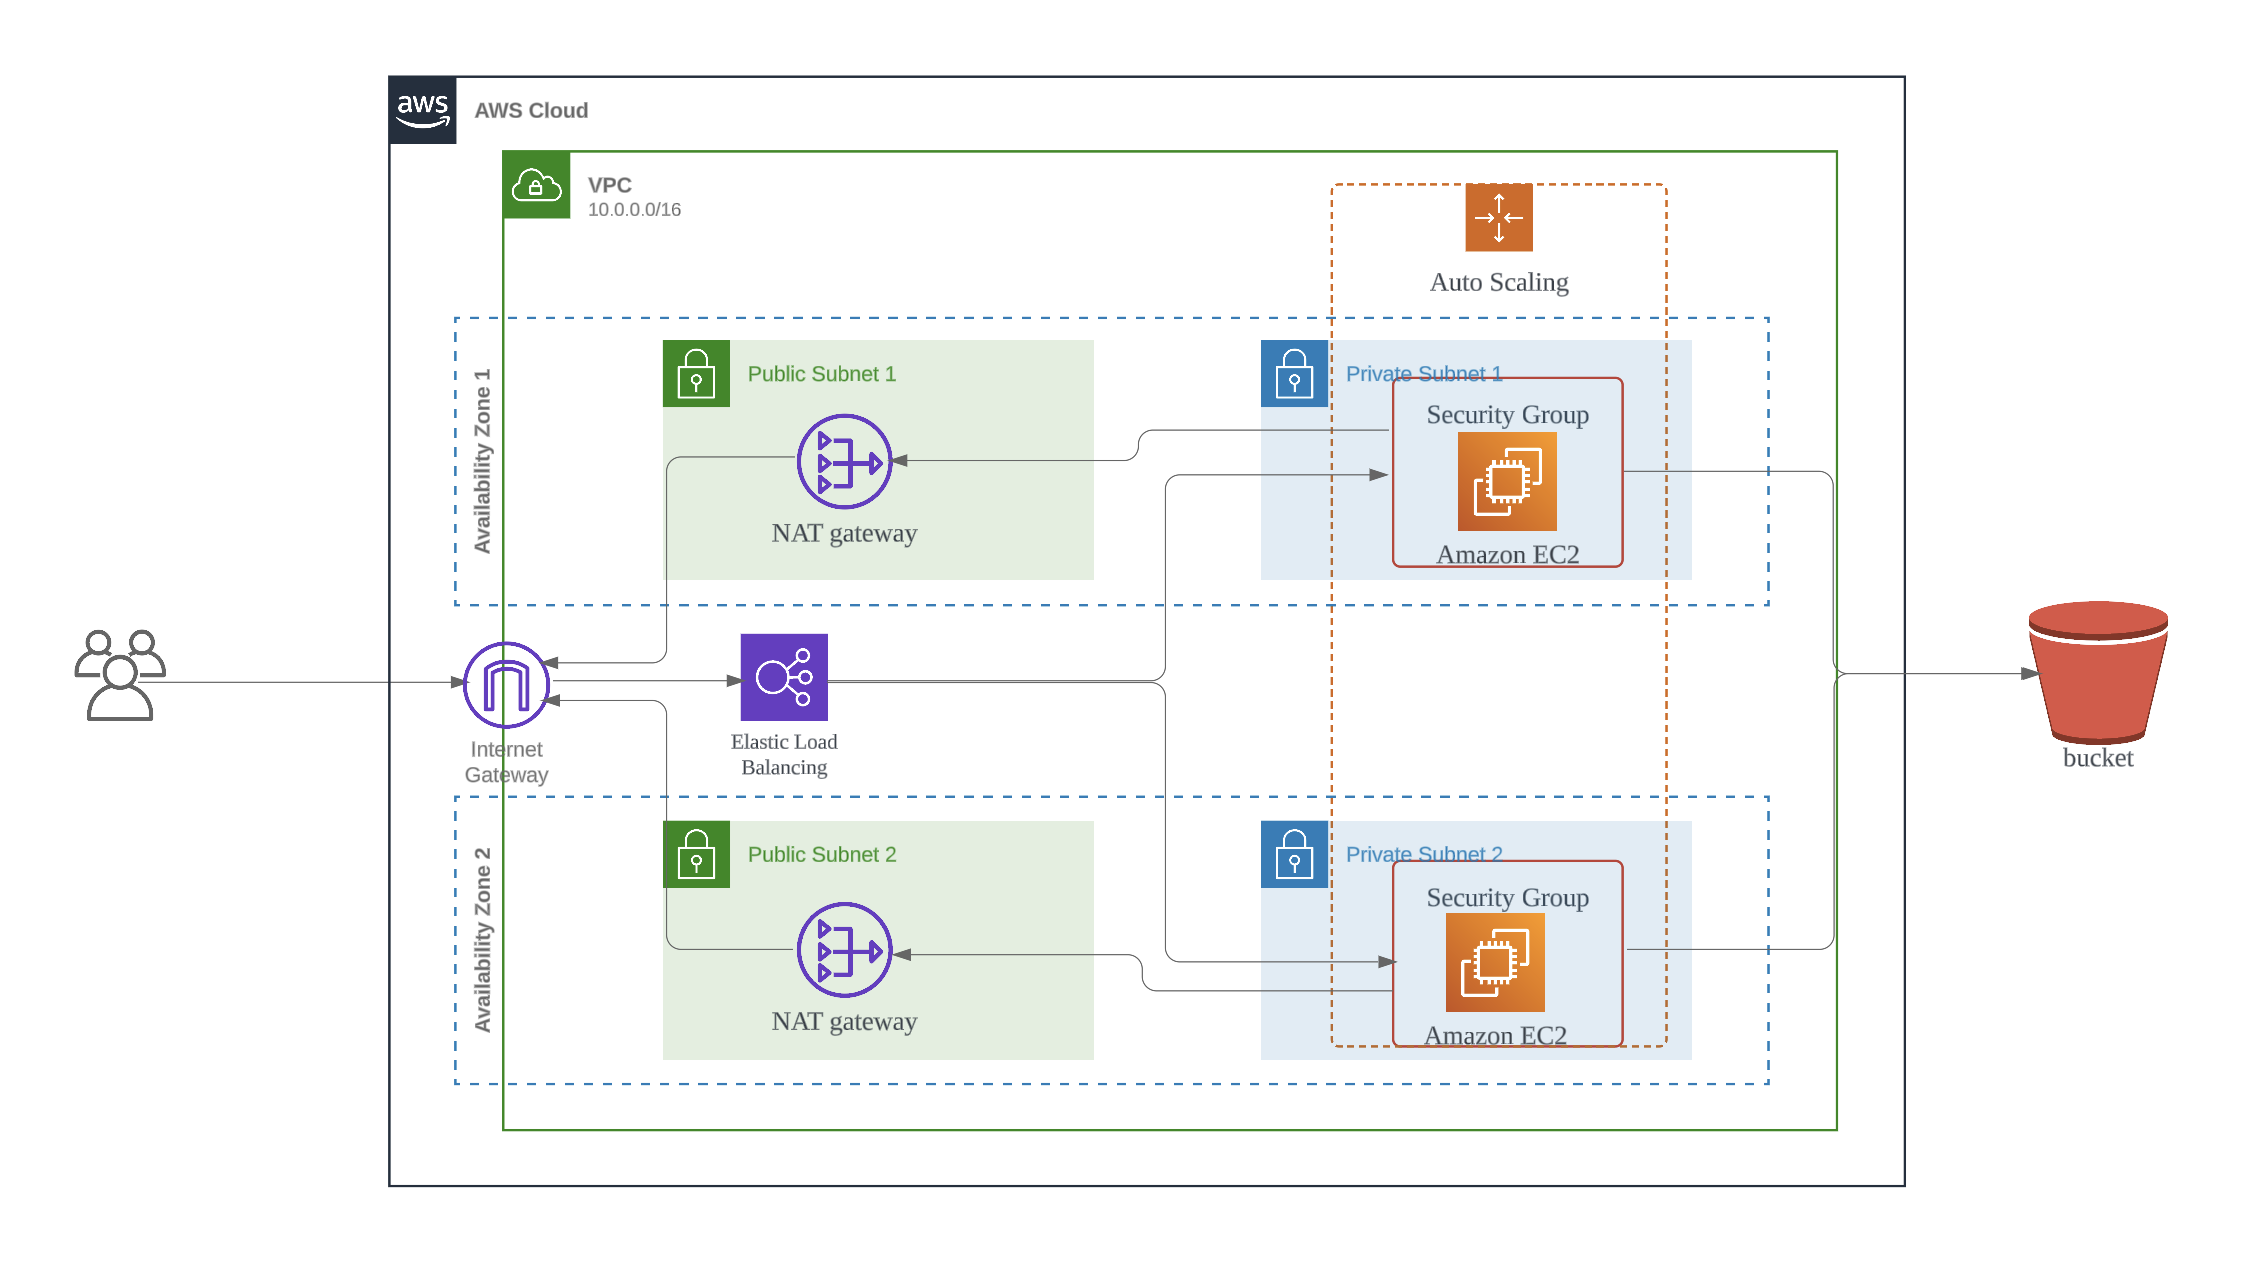 aws
AWS Cloud
VPC
10.0.0.0/16
Auto Scaling
Availability Zone 1
Public Subnet 1
NAT gateway
Private Subnet 1
Security Group
Amazon EC2
Internet
Gateway
Elastic Load
Balancing
bucket
Availability Zone 2
Public Subnet 2
NAT gateway
Private Subnet 2
Security Group
Amazon EC2